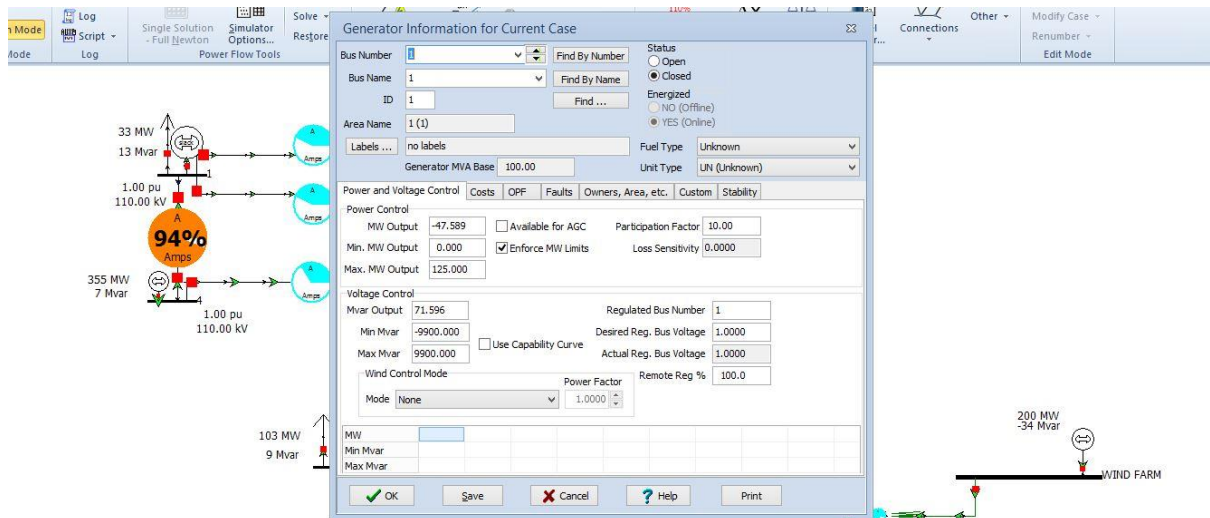 110%
Log
Solve
Other
Modify Case
n Mode
Script
Single Solution
- Full Newton
Simulator
Options...
Restore
Connections
Renumber
Mode
Log
Power Flow Tools
Edit Mode
Generator Information for Current Case
Bus Number 1 Find By Number
Bus Name 1 Find By Name
ID 1 Find ...
Area Name 1 (1)
Labels ... no labels
Generator MVA Base 100.00
Status
Open
Closed
Energized
NO (Offline)
YES (Online)
Fuel Type Unknown
Unit Type UN (Unknown)
Power and Voltage Control Costs OPF Faults Owners, Area, etc. Custom Stability
Power Control
MW Output -47.589 Available for AGC Participation Factor 10.00
Min. MW Output 0.000 Enforce MW Limits Loss Sensitivity 0.0000
Max. MW Output 125.000
Voltage Control
Mvar Output 71.596 Regulated Bus Number 1
Min Mvar -9900.000 Desired Reg. Bus Voltage 1.0000
Use Capability Curve
Max Mvar 9900.000 Actual Reg. Bus Voltage 1.0000
Wind Control Mode Remote Reg % 100.0
Power Factor
Mode None 1.0000
MW
Min Mvar
Max Mvar
OK Save Cancel Help Print
33 MW
13 Mvar
slack
1
1.00 pu
110.00 kV
A
94%
Amps
A
Amps
A
Amps
A
Amps
355 MW
7 Mvar
4
1.00 pu
110.00 kV
103 MW
9 Mvar
200 MW
-34 Mvar
WIND FARM